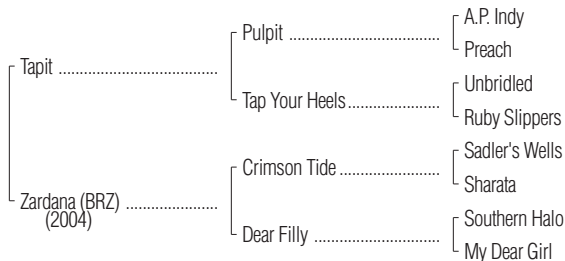 A.P. Indy
Pulpit ................................
Preach
Tapit ..................................
Unbridled
Tap Your Heels....................
Ruby Slippers
Sadler's Wells
Crimson Tide .....................
Sharata
Zardana (BRZ) ...................
(2004)
Southern Halo
Dear Filly ...........................
My Dear Girl